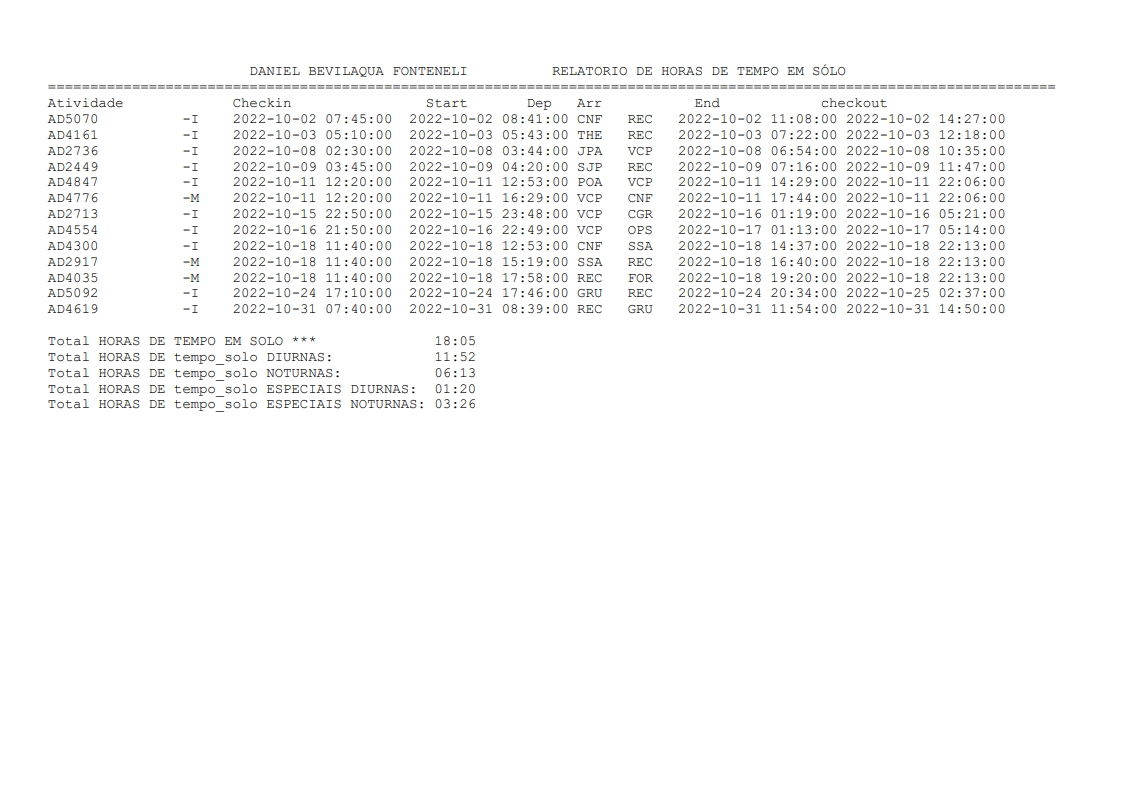 DANIEL BEVILAQUA FONTENELI          RELATORIO DE HORAS DE TEMPO EM SÓLO
========================================================================================================================
Atividade             Checkin                Start       Dep   Arr           End            checkout
AD5070          -I    2022-10-02 07:45:00  2022-10-02 08:41:00 CNF   REC   2022-10-02 11:08:00 2022-10-02 14:27:00
AD4161          -I    2022-10-03 05:10:00  2022-10-03 05:43:00 THE   REC   2022-10-03 07:22:00 2022-10-03 12:18:00
AD2736          -I    2022-10-08 02:30:00  2022-10-08 03:44:00 JPA   VCP   2022-10-08 06:54:00 2022-10-08 10:35:00
AD2449          -I    2022-10-09 03:45:00  2022-10-09 04:20:00 SJP   REC   2022-10-09 07:16:00 2022-10-09 11:47:00
AD4847          -I    2022-10-11 12:20:00  2022-10-11 12:53:00 POA   VCP   2022-10-11 14:29:00 2022-10-11 22:06:00
AD4776          -M    2022-10-11 12:20:00  2022-10-11 16:29:00 VCP   CNF   2022-10-11 17:44:00 2022-10-11 22:06:00
AD2713          -I    2022-10-15 22:50:00  2022-10-15 23:48:00 VCP   CGR   2022-10-16 01:19:00 2022-10-16 05:21:00
AD4554          -I    2022-10-16 21:50:00  2022-10-16 22:49:00 VCP   OPS   2022-10-17 01:13:00 2022-10-17 05:14:00
AD4300          -I    2022-10-18 11:40:00  2022-10-18 12:53:00 CNF   SSA   2022-10-18 14:37:00 2022-10-18 22:13:00
AD2917          -M    2022-10-18 11:40:00  2022-10-18 15:19:00 SSA   REC   2022-10-18 16:40:00 2022-10-18 22:13:00
AD4035          -M    2022-10-18 11:40:00  2022-10-18 17:58:00 REC   FOR   2022-10-18 19:20:00 2022-10-18 22:13:00
AD5092          -I    2022-10-24 17:10:00  2022-10-24 17:46:00 GRU   REC   2022-10-24 20:34:00 2022-10-25 02:37:00
AD4619          -I    2022-10-31 07:40:00  2022-10-31 08:39:00 REC   GRU   2022-10-31 11:54:00 2022-10-31 14:50:00
Total HORAS DE TEMPO EM SOLO ***              18:05
Total HORAS DE tempo_solo DIURNAS:            11:52
Total HORAS DE tempo_solo NOTURNAS:           06:13
Total HORAS DE tempo_solo ESPECIAIS DIURNAS:  01:20
Total HORAS DE tempo_solo ESPECIAIS NOTURNAS: 03:26